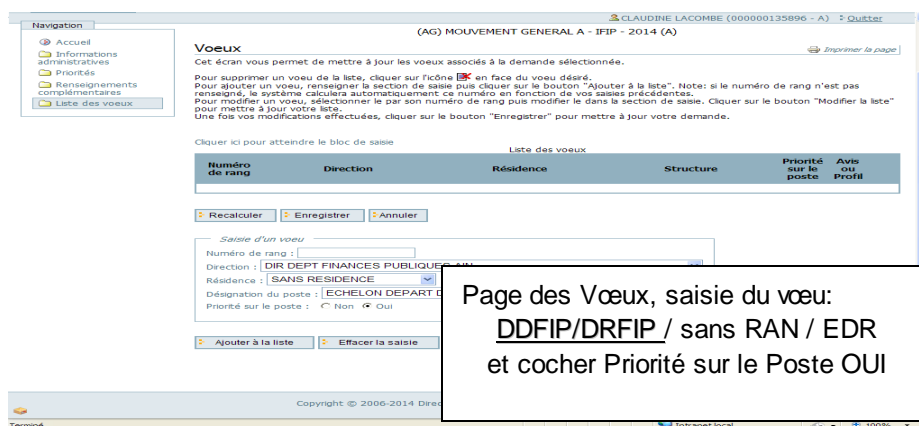 CLAUDINE LACOMBE (000000135896 - A) Quitter
Navigation
Accueil
Informations administratives
Priorités
Renseignements complémentaires
Liste des voeux
(AG) MOUVEMENT GENERAL A - IFIP - 2014 (A)
Voeux
Imprimer la page
Cet écran vous permet de mettre à jour les voeux associés à la demande sélectionnée.
Pour supprimer un voeu de la liste, cliquer sur l'icône en face du voeu désiré.
Pour ajouter un voeu, renseigner la section de saisie puis cliquer sur le bouton "Ajouter à la liste". Note: si le numéro de rang n'est pas
renseigné, le système calculera automatiquement ce numéro en fonction de vos saisies précédentes.
Pour modifier un voeu, sélectionner le par son numéro de rang puis modifier le dans la section de saisie. Cliquer sur le bouton "Modifier la liste"
pour mettre à jour votre liste.
Une fois vos modifications effectuées, cliquer sur le bouton "Enregistrer" pour mettre à jour votre demande.
Cliquer ici pour atteindre le bloc de saisie
Liste des voeux
Numéro de rang Direction Résidence Structure Priorité sur le poste Avis ou Profil
Recalculer Enregistrer Annuler
Saisie d'un voeu
Numéro de rang :
Direction : DIR DEPT FINANCES PUBLIQUES AIN
Résidence : SANS RESIDENCE
Désignation du poste : ECHELON DEPART D
Priorité sur le poste : Non Oui
Ajouter à la liste Effacer la saisie
Page des Vœux, saisie du vœu:
DDFIP/DRFIP / sans RAN / EDR
et cocher Priorité sur le Poste OUI
Copyright © 2006-2014 Direc
Terminé Intranet local 100%